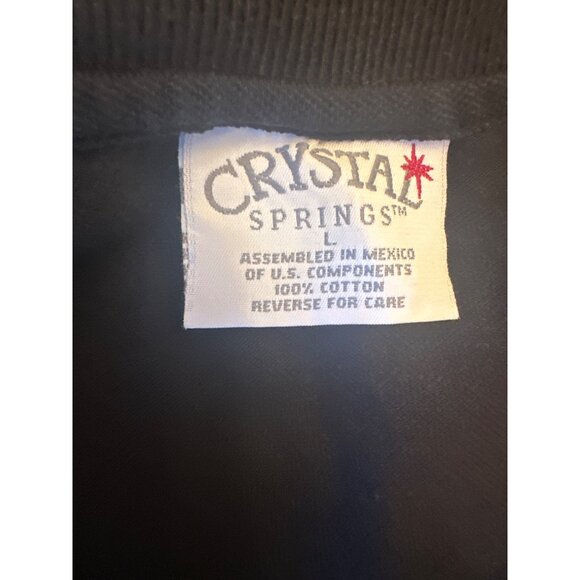 CRYSTAL
SPRINGS™
L
ASSEMBLED IN MEXICO
OF U.S. COMPONENTS
100% COTTON
REVERSE FOR CARE